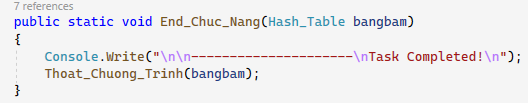 7 references
public static void End_Chuc_Nang(Hash_Table bangbam)
{
Console.Write("\n\n---------------------\nTask Completed!\n");
Thoat_Chuong_Trinh(bangbam);
}